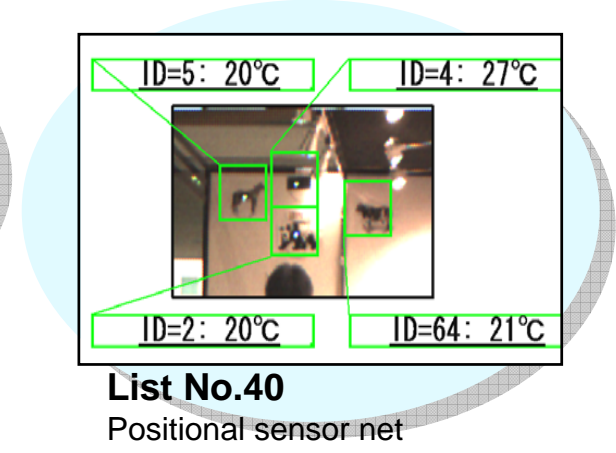 ID=5: 20℃
ID=4: 27℃
ID=2: 20℃
ID=64: 21℃
List No.40
Positional sensor net